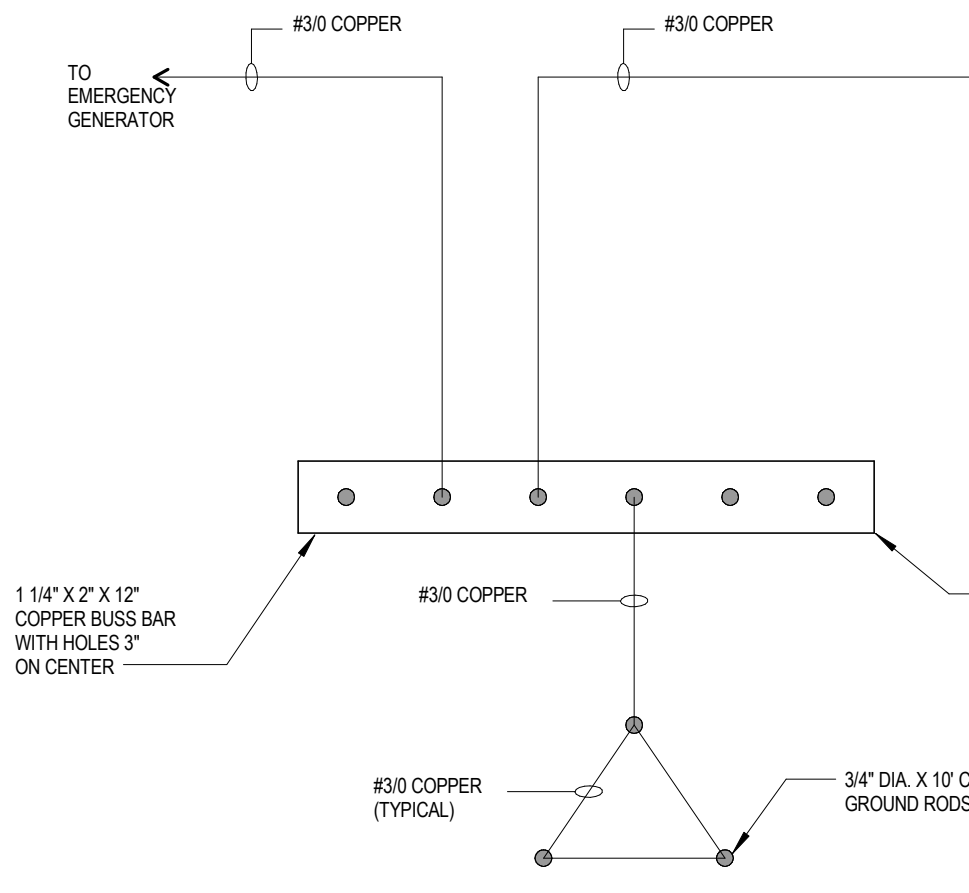 #3/0 COPPER
#3/0 COPPER
TO
EMERGENCY
GENERATOR
1 1/4" X 2" X 12"
COPPER BUSS BAR
WITH HOLES 3"
ON CENTER
#3/0 COPPER
#3/0 COPPER
(TYPICAL)
3/4" DIA. X 10' C
GROUND RODS